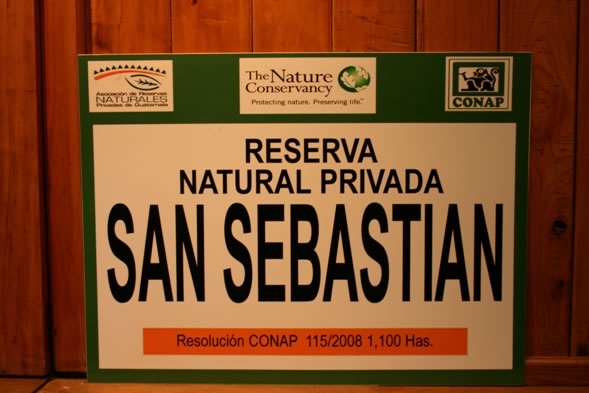 Asociación de Reservas
NATURALES
Privadas de Guatemala
The Nature
Conservancy
Protecting nature. Preserving life.™
CONAP
RESERVA
NATURAL PRIVADA
SAN SEBASTIAN
Resolución CONAP 115/2008 1,100 Has.